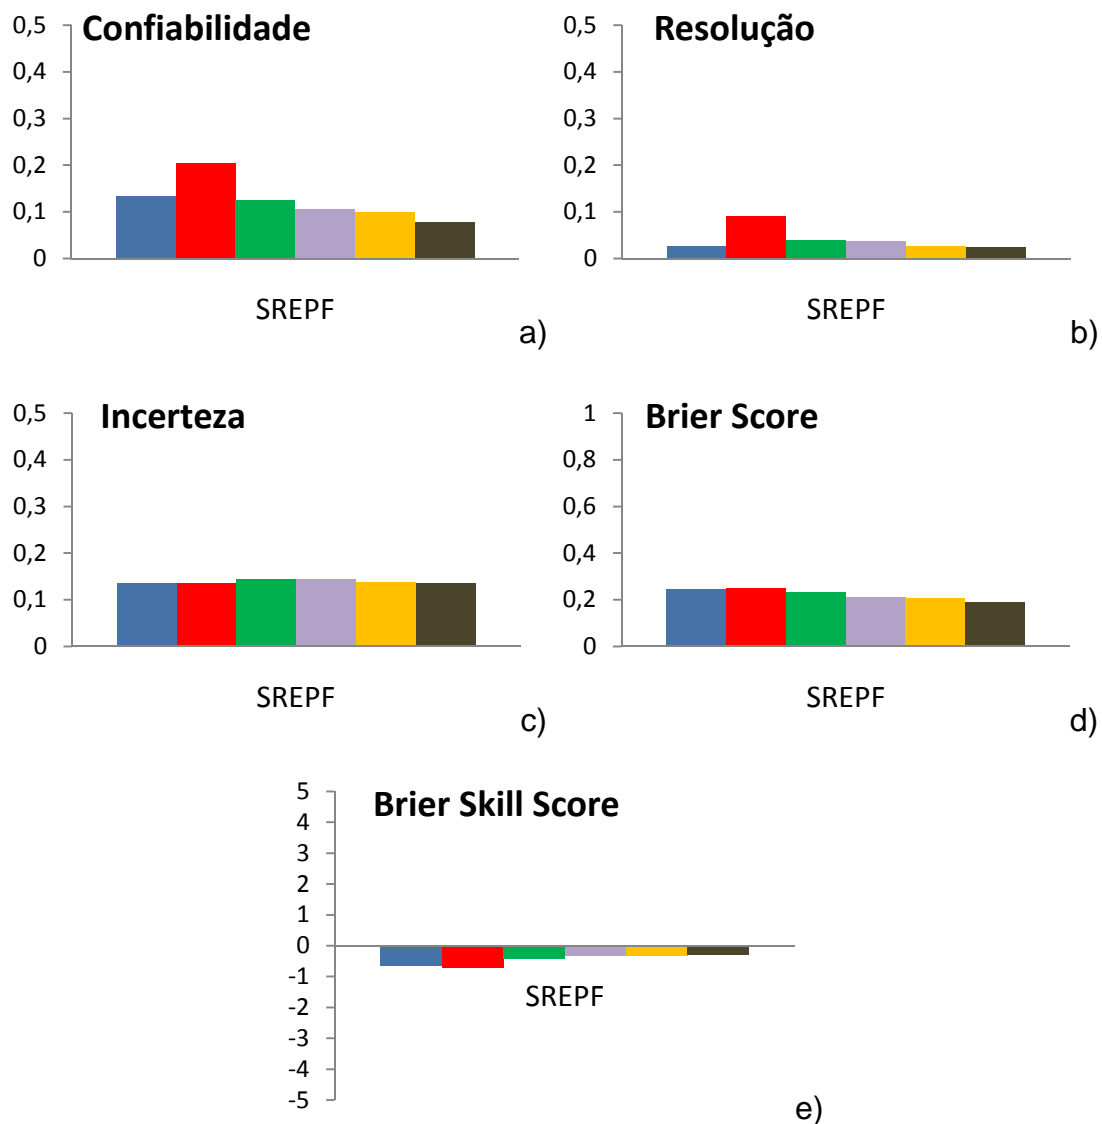 Confiabilidade
0,5
0,4
0,3
0,2
0,1
0
SREPF
a)
Resolução
0,5
0,4
0,3
0,2
0,1
0
SREPF
b)
Incerteza
0,5
0,4
0,3
0,2
0,1
0
SREPF
c)
Brier Score
1
0,8
0,6
0,4
0,2
0
SREPF
d)
Brier Skill Score
5
4
3
2
1
0
-1
-2
-3
-4
-5
SREPF
e)